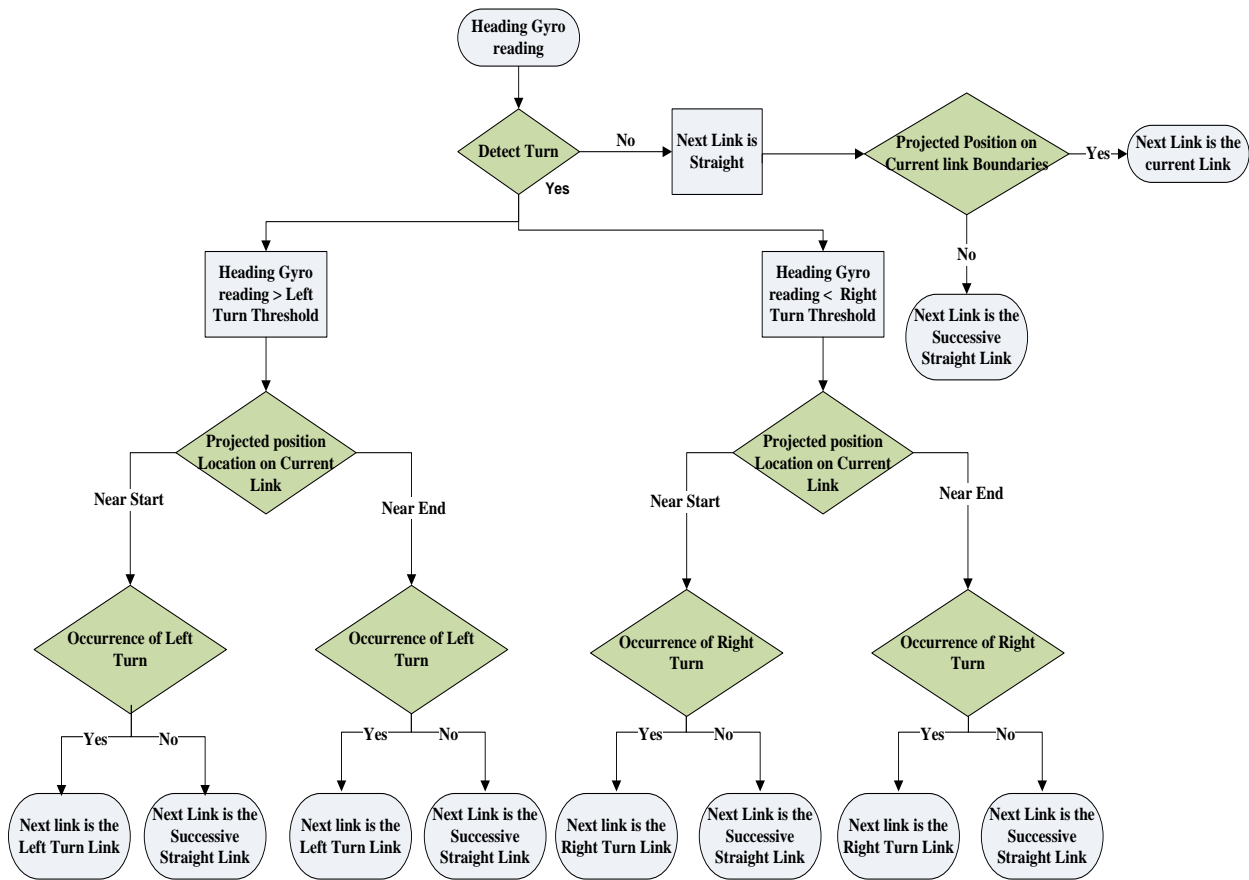 Heading Gyro
reading
Detect Turn
No
Next Link is
Straight
Projected Position on
Current link Boundaries
Yes
Next Link is the
current Link
Yes
No
Next Link is the
Successive
Straight Link
Heading Gyro
reading > Left
Turn Threshold
Heading Gyro
reading < Right
Turn Threshold
Projected position
Location on Current
Link
Near Start
Near End
Projected position
Location on Current
Link
Near Start
Near End
Occurrence of Left
Turn
Occurrence of Left
Turn
Occurrence of Right
Turn
Occurrence of Right
Turn
Yes
No
Yes
No
Yes
No
Yes
No
Next link is the
Left Turn Link
Next Link is the
Successive
Straight Link
Next link is the
Left Turn Link
Next Link is the
Successive
Straight Link
Next link is the
Right Turn Link
Next Link is the
Successive
Straight Link
Next link is the
Right Turn Link
Next Link is the
Successive
Straight Link